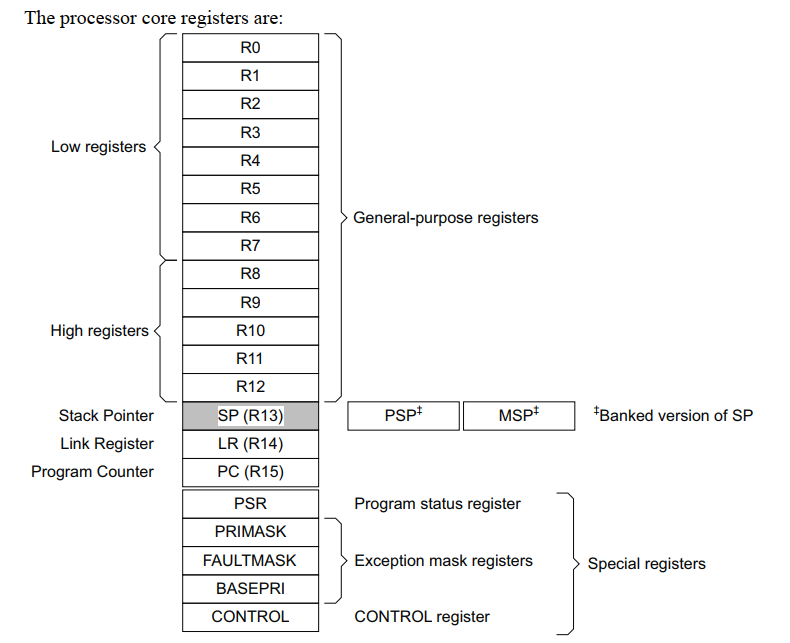 The processor core registers are:
R0
R1
R2
R3
Low registers
R4
R5
R6
General-purpose registers
R7
R8
R9
High registers
R10
R11
R12
Stack Pointer SP (R13) PSP‡ MSP‡ ‡Banked version of SP
Link Register LR (R14)
Program Counter PC (R15)
PSR Program status register
PRIMASK
FAULTMASK Exception mask registers Special registers
BASEPRI
CONTROL CONTROL register